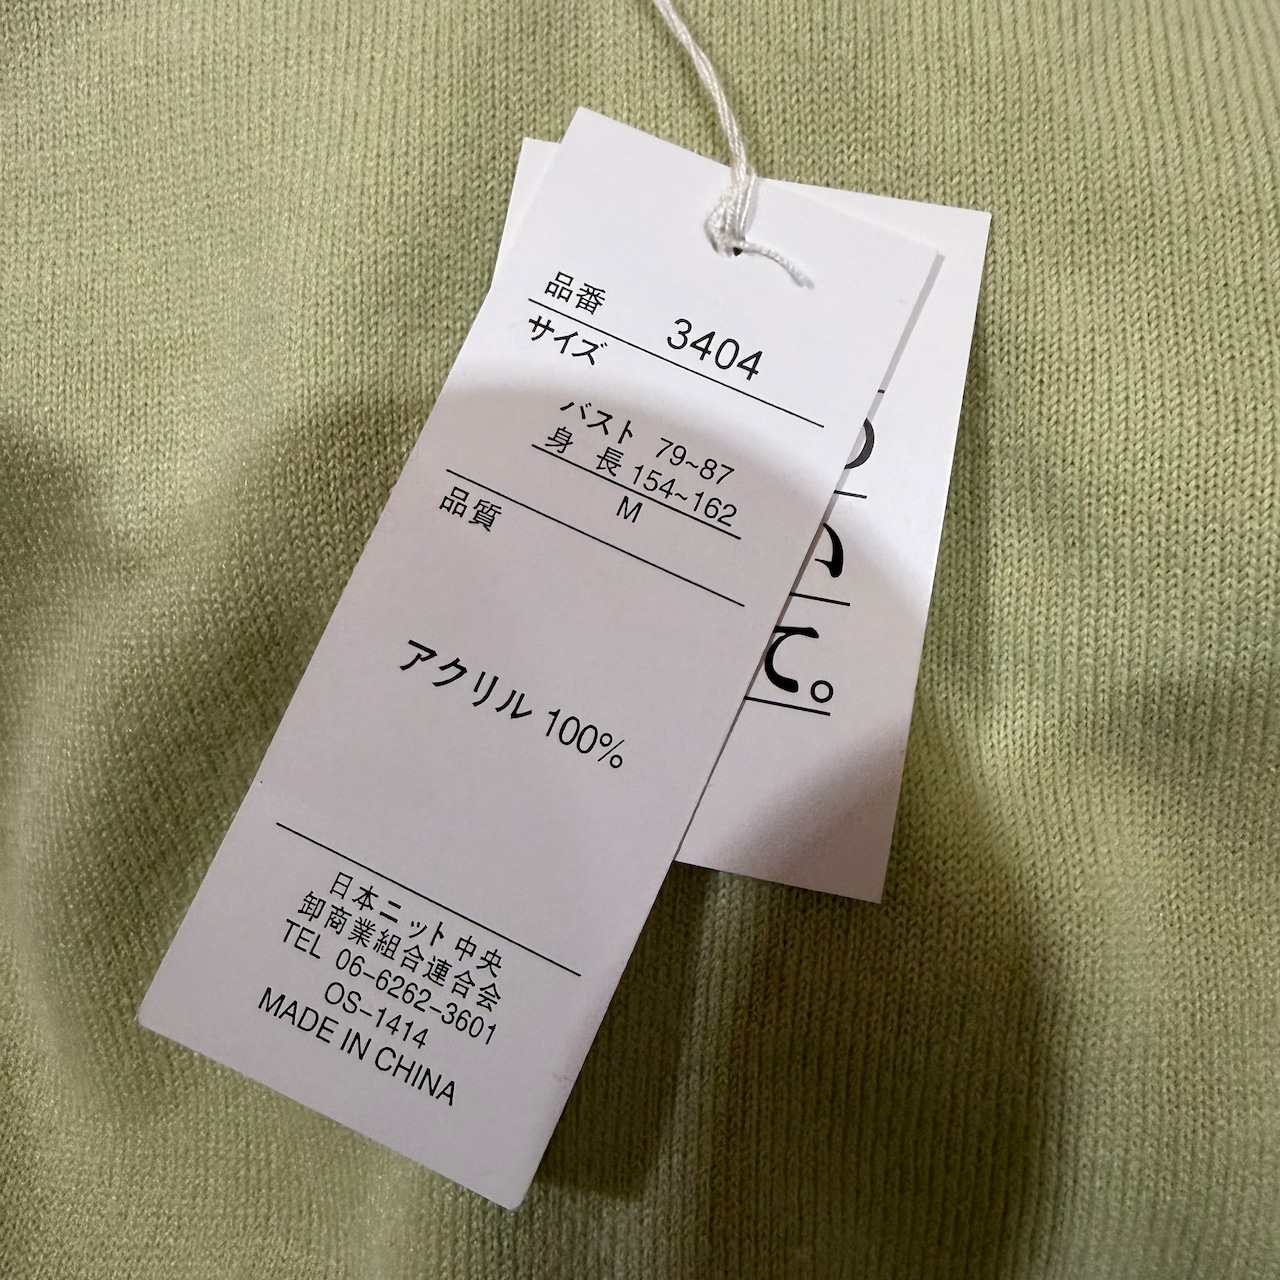 品番 3404
サイズ
バスト 79~87
身 長 154~162
M
品質
アクリル 100%
日本ニット中央
卸商業組合連合会
TEL 06-6262-3601
OS-1414
MADE IN CHINA
い
て。